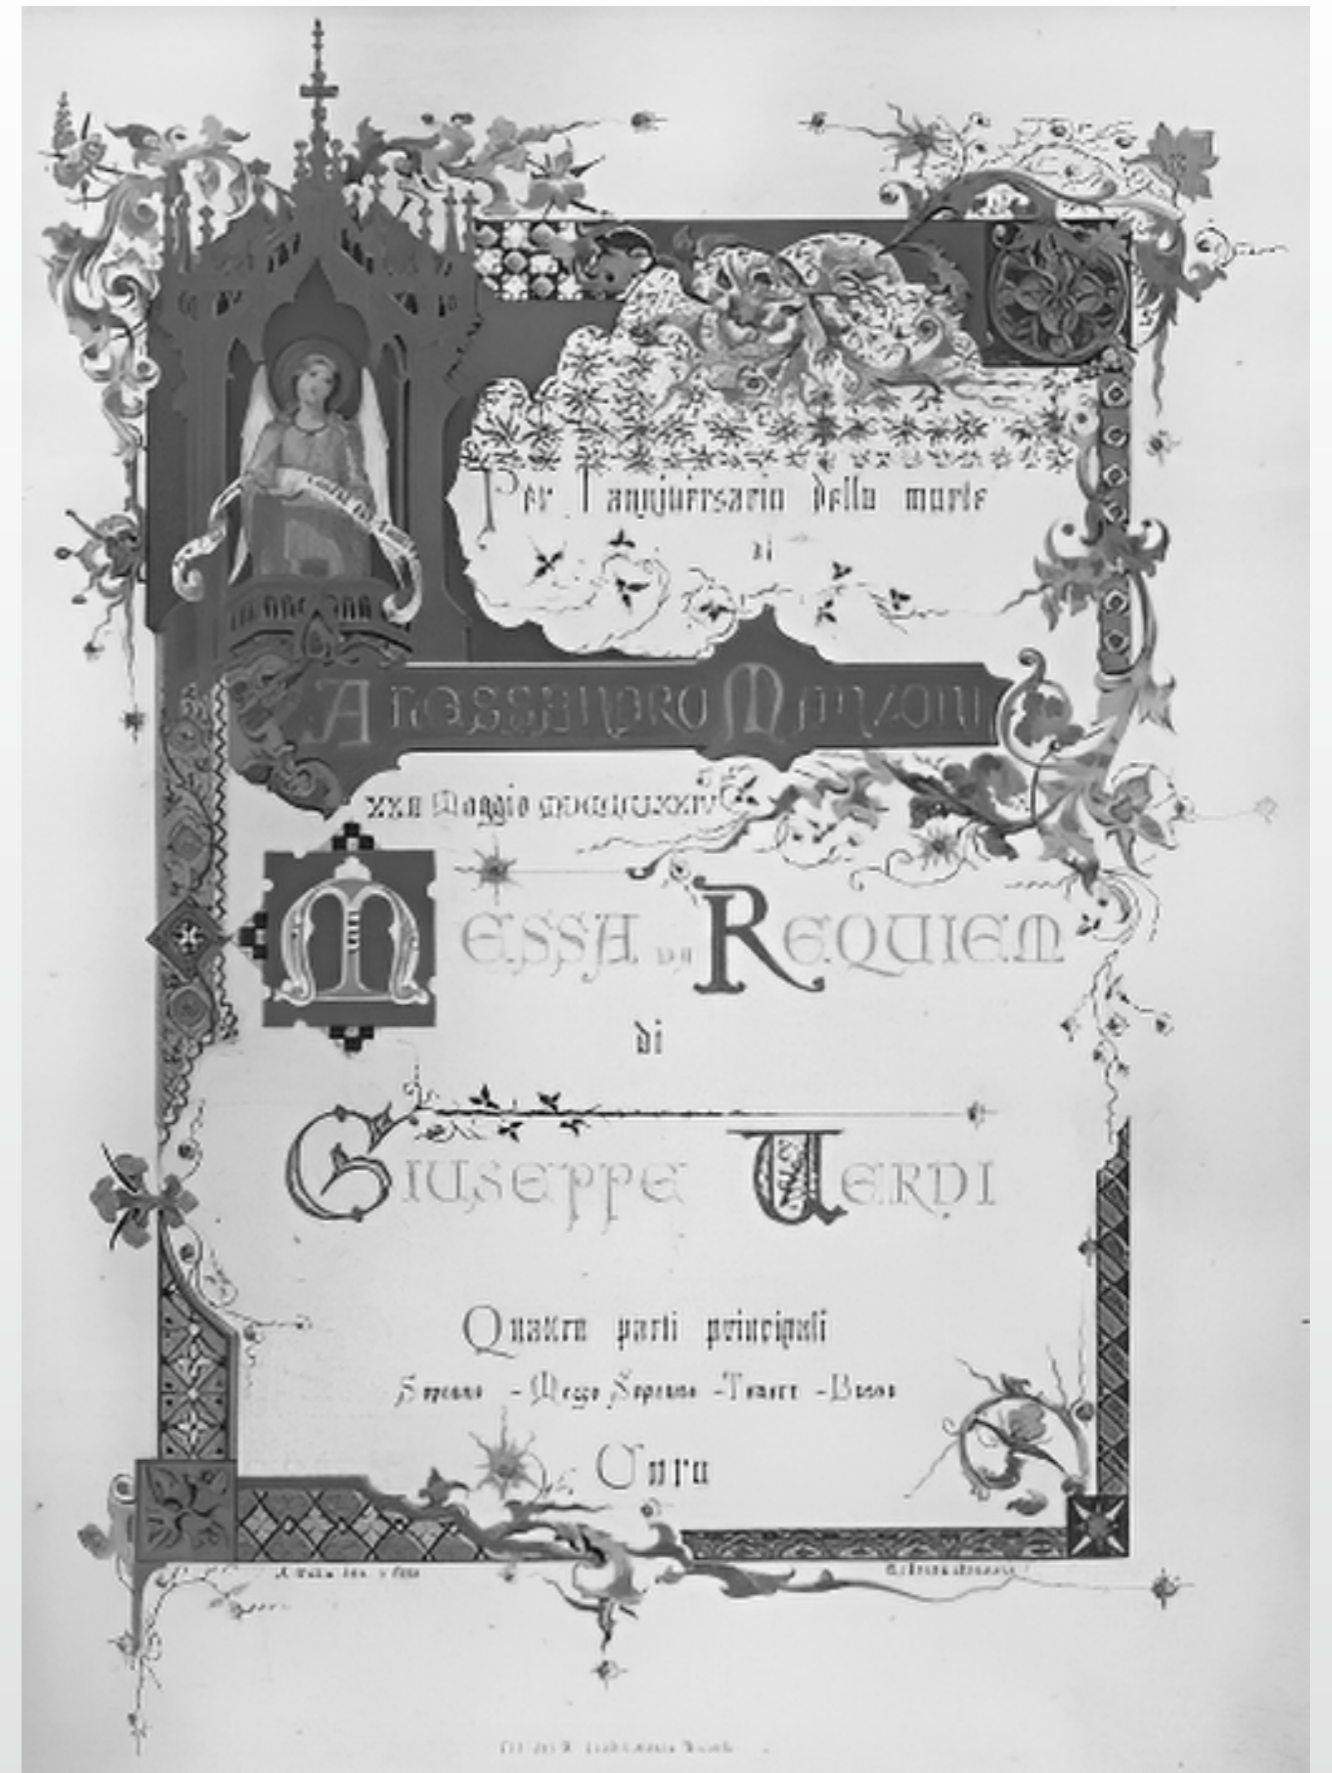 Per l'anniversario della morte
di
Alessandro Manzoni
XXII Maggio MDCCCLXXIV
Messa da Requiem
di
Giuseppe Verdi
Quattro parti principali
Soprano - Mezzo Soprano - Tenore - Basso
Coro